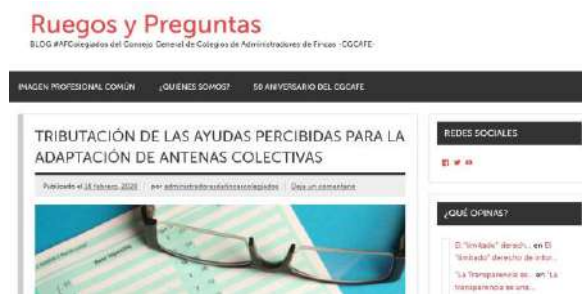 Ruegos y Preguntas
BLOG #AFColegiados del Consejo General de Colegios de Administradores de Fincas -CGCAFE-
IMAGEN PROFESIONAL COMÚN
¿QUIÉNES SOMOS?
50 ANIVERSARIO DEL CGCAFE
TRIBUTACIÓN DE LAS AYUDAS PERCIBIDAS PARA LA
ADAPTACIÓN DE ANTENAS COLECTIVAS
Publicado el 18 febrero, 2020 por administradoresdefincascolegiados Deja un comentario
REDES SOCIALES
¿QUÉ OPINAS?
El "limitado" derech… en El
"limitado" derecho de infor…
"La Transparencia es… en "La
transparencia es una…